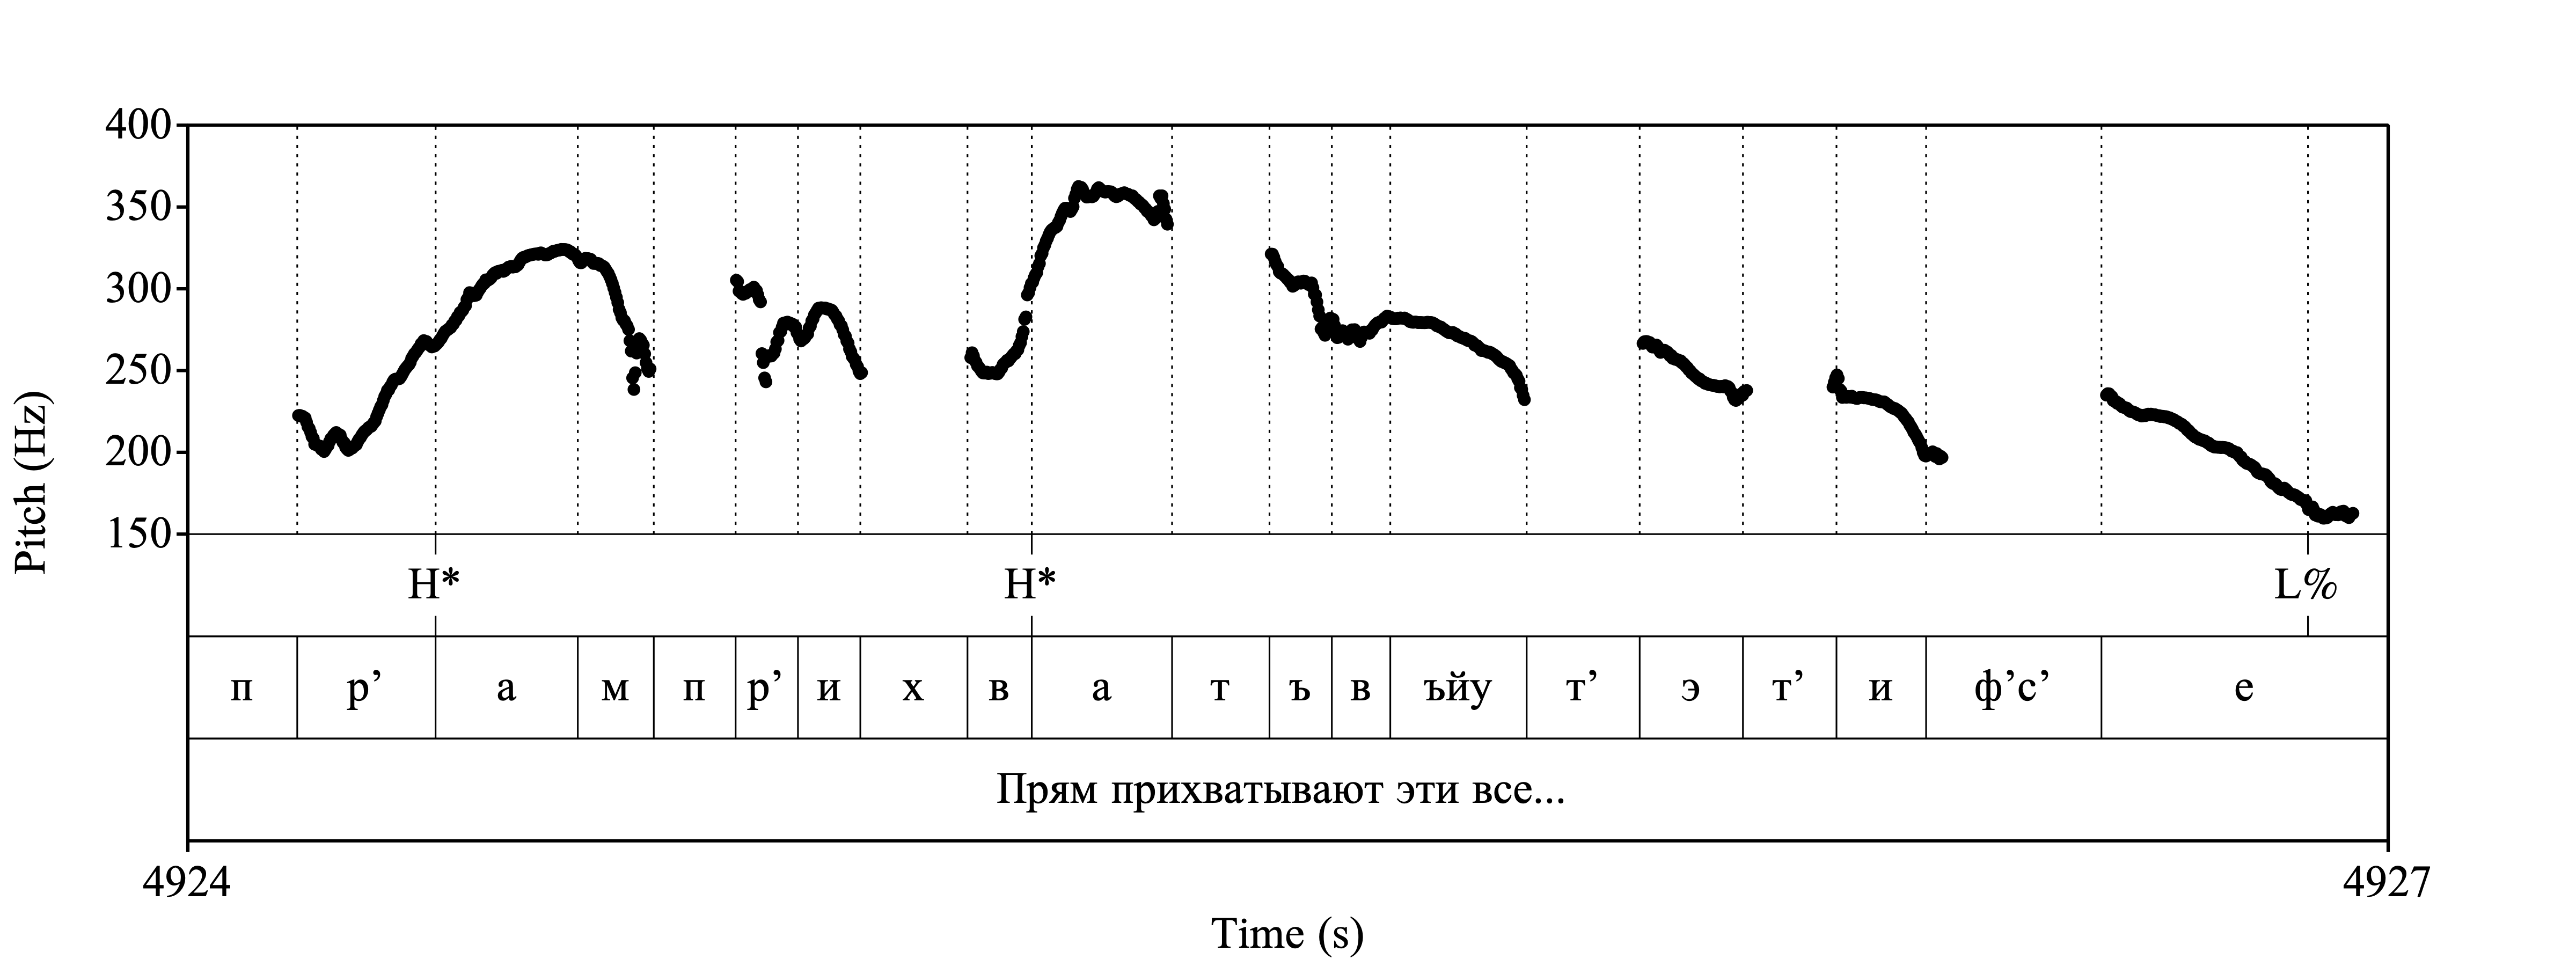 400
350
300
250
200
150
Pitch (Hz)
H* H* L%
п р’ а м п р’ и х в а т ъ в ъйу т’ э т’ и ф’с’ е
Прям прихватывают эти все...
4924 4927
Time (s)